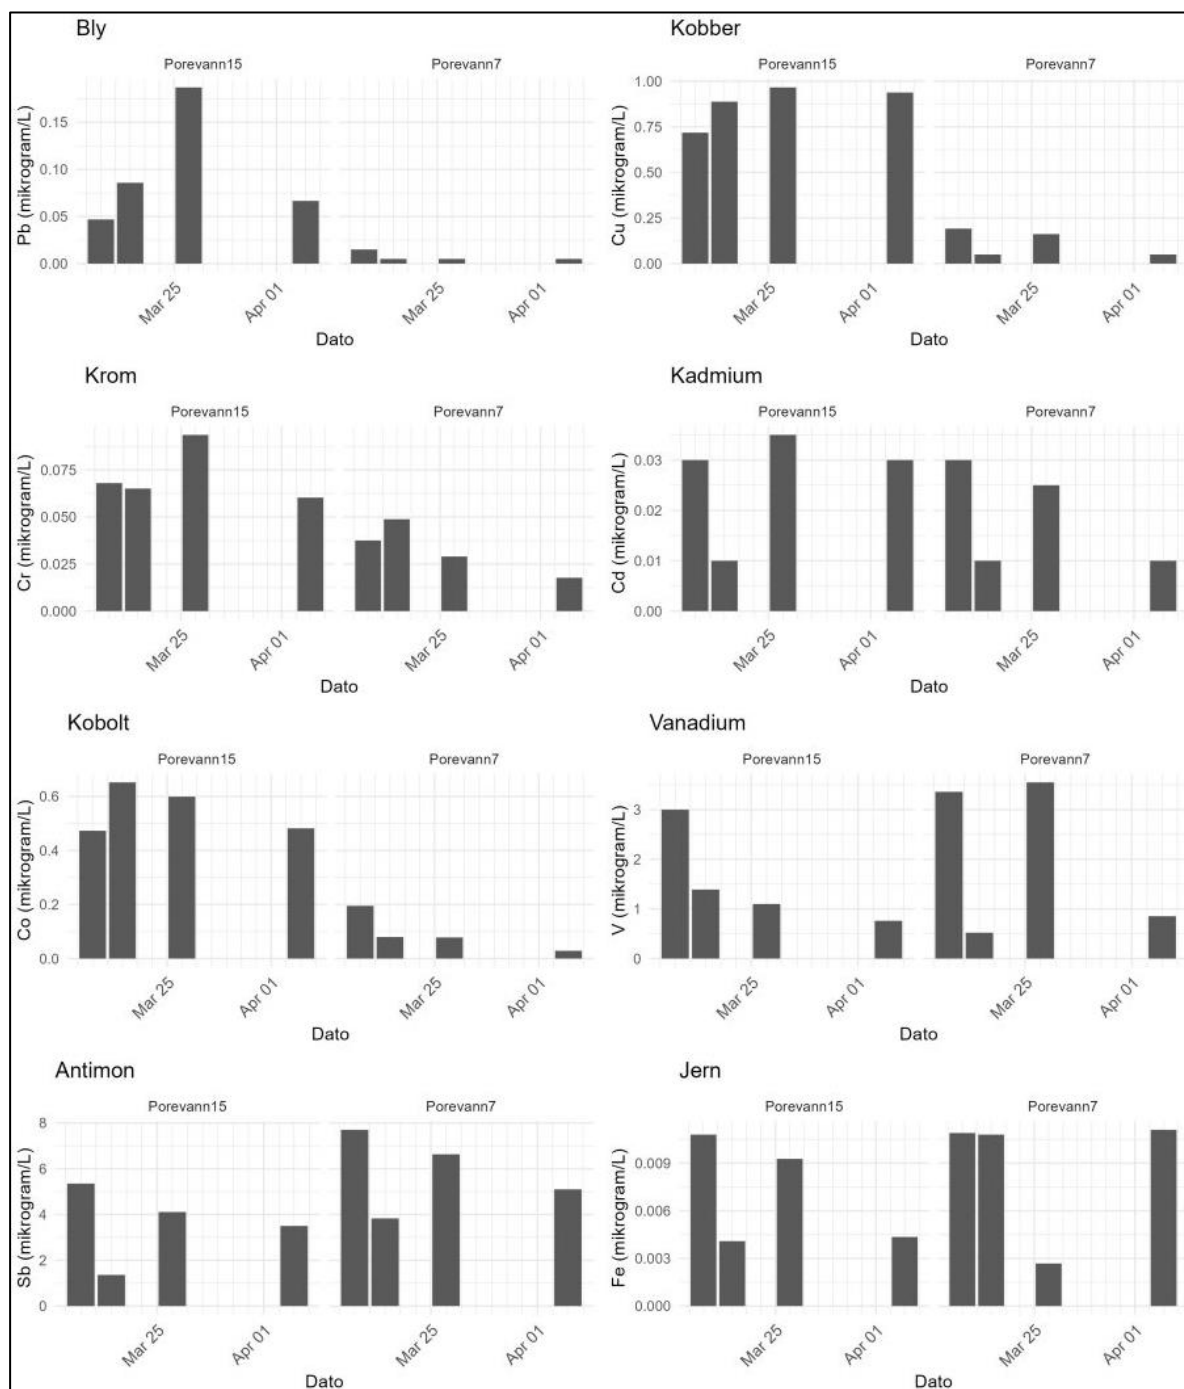 Bly
Porevann15 Porevann7
Pb (mikrogram/L)
0.15
0.10
0.05
0.00
Mar 25 Apr 01 Mar 25 Apr 01
Dato
Kobber
Porevann15 Porevann7
Cu (mikrogram/L)
1.00
0.75
0.50
0.25
0.00
Mar 25 Apr 01 Mar 25 Apr 01
Dato
Krom
Porevann15 Porevann7
Cr (mikrogram/L)
0.075
0.050
0.025
0.000
Mar 25 Apr 01 Mar 25 Apr 01
Dato
Kadmium
Porevann15 Porevann7
Cd (mikrogram/L)
0.03
0.02
0.01
0.00
Mar 25 Apr 01 Mar 25 Apr 01
Dato
Kobolt
Porevann15 Porevann7
Co (mikrogram/L)
0.6
0.4
0.2
0.0
Mar 25 Apr 01 Mar 25 Apr 01
Dato
Vanadium
Porevann15 Porevann7
V (mikrogram/L)
3
2
1
0
Mar 25 Apr 01 Mar 25 Apr 01
Dato
Antimon
Porevann15 Porevann7
Sb (mikrogram/L)
8
6
4
2
0
Mar 25 Apr 01 Mar 25 Apr 01
Dato
Jern
Porevann15 Porevann7
Fe (mikrogram/L)
0.009
0.006
0.003
0.000
Mar 25 Apr 01 Mar 25 Apr 01
Dato